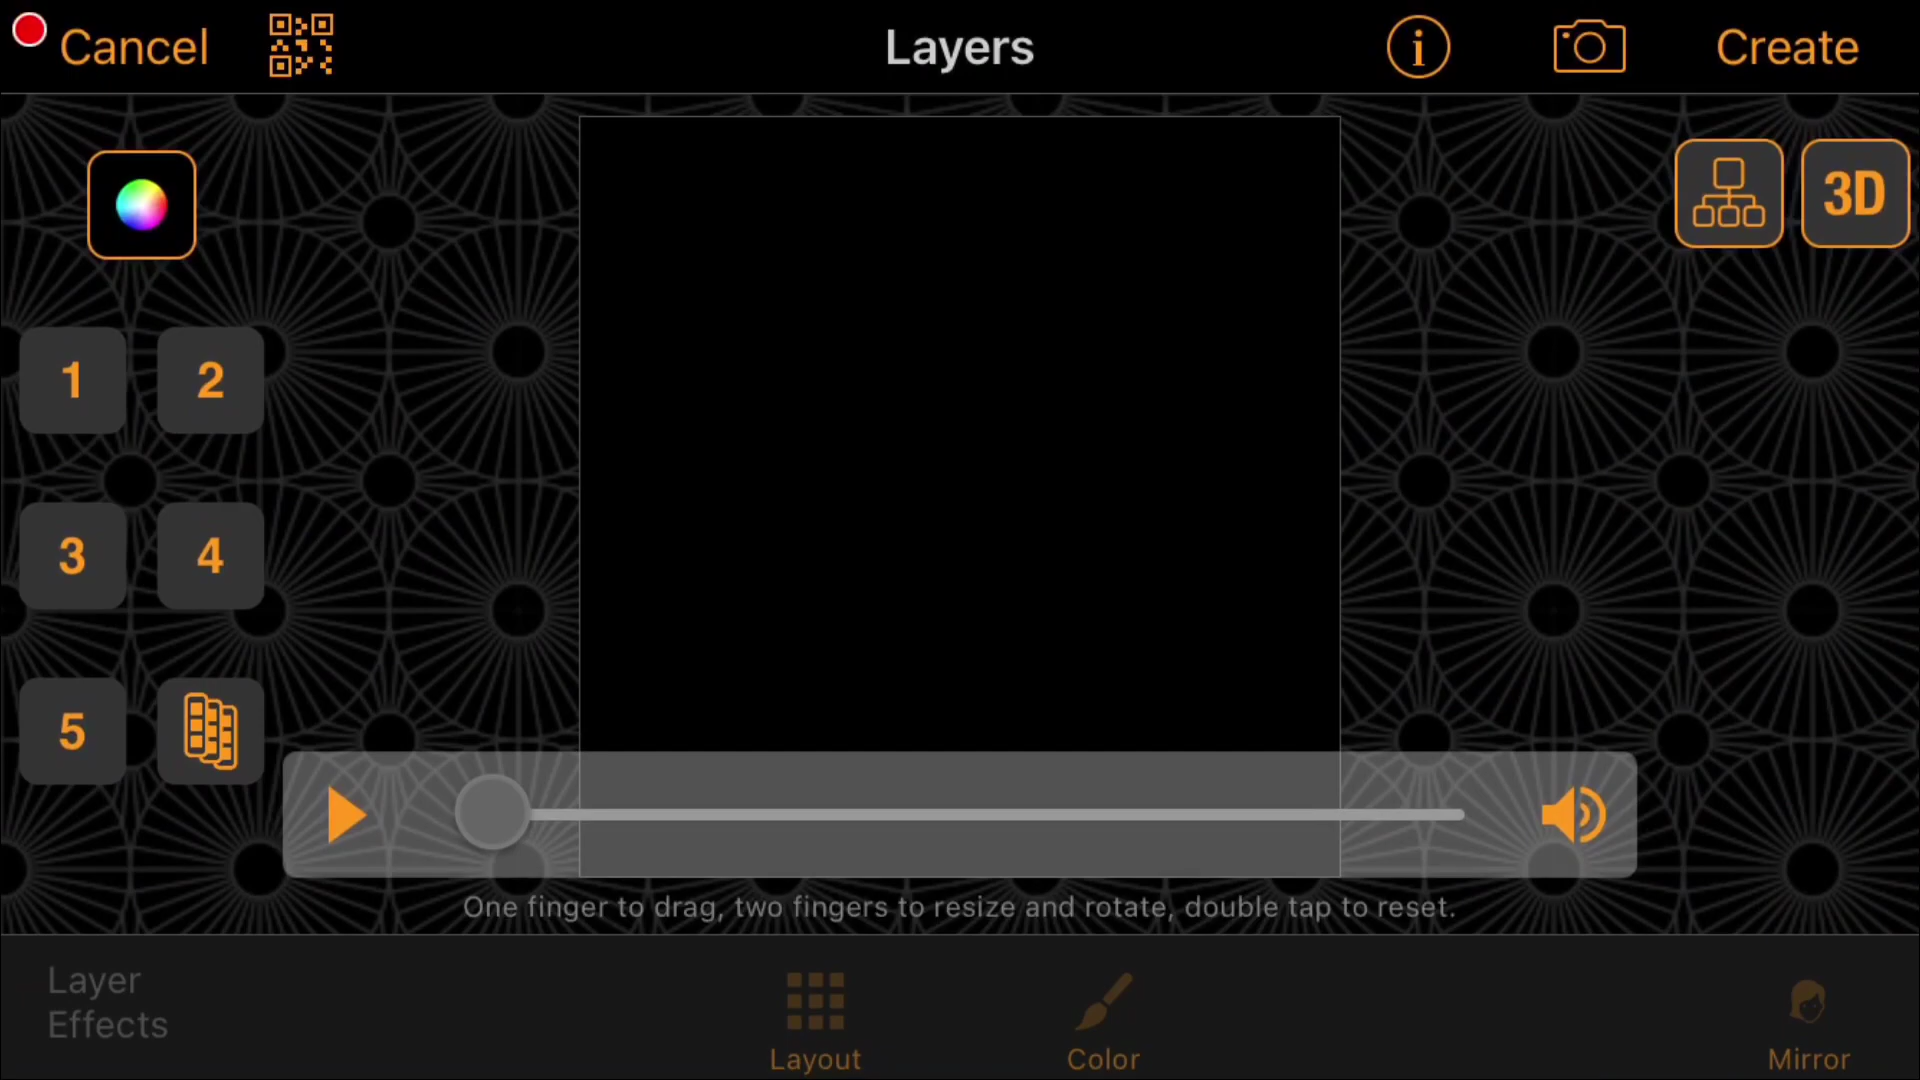 Cancel
Layers
Create
3D
1 2
3 4
5
One finger to drag, two fingers to resize and rotate, double tap to reset.
Layer
Effects
Layout
Color
Mirror